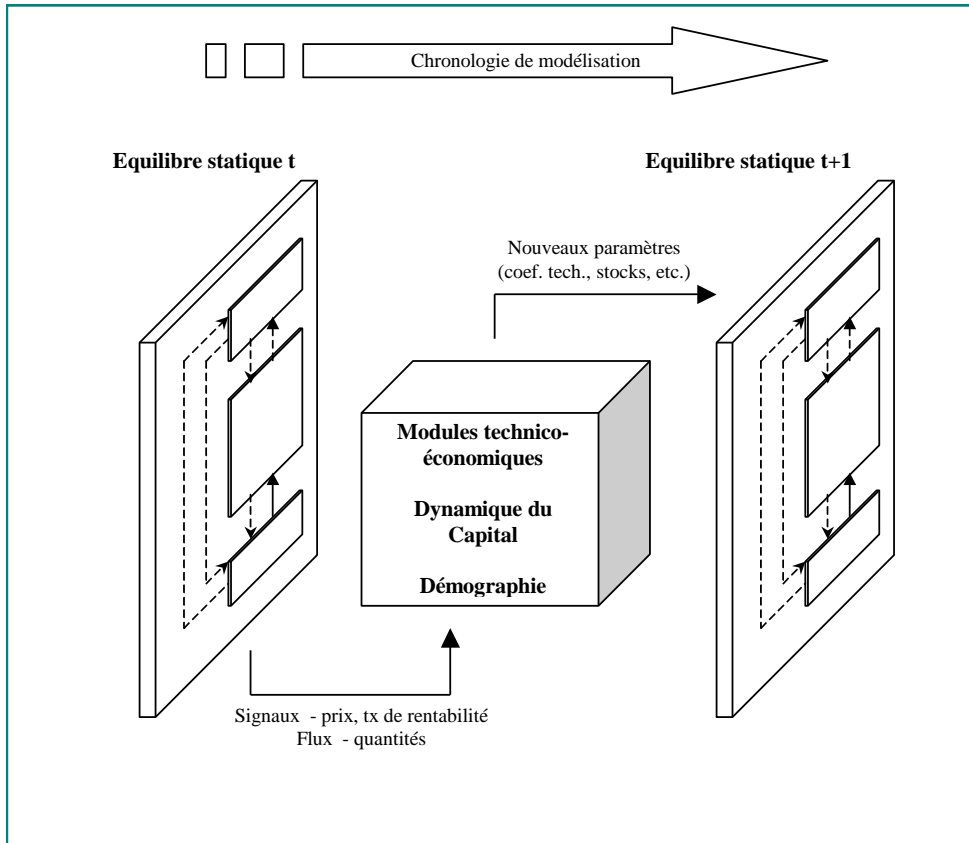 Chronologie de modélisation
Equilibre statique t
Equilibre statique t+1
Nouveaux paramètres
(coef. tech., stocks, etc.)
Modules technico-
économiques
Dynamique du
Capital
Démographie
Signaux - prix, tx de rentabilité
Flux - quantités